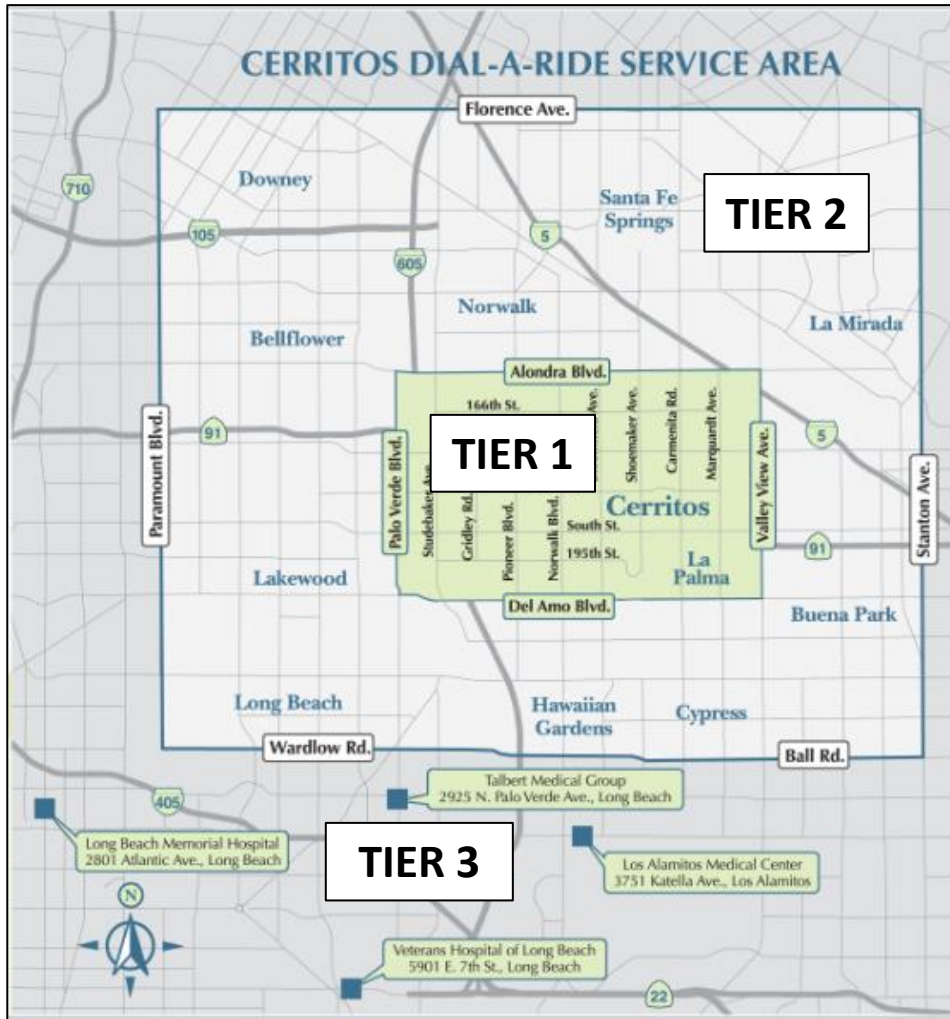 CERRITOS DIAL-A-RIDE SERVICE AREA
Florence Ave.
Downey
710
105
605
5
Santa Fe
Springs
TIER 2
Norwalk
La Mirada
Bellflower
Alondra Blvd.
166th St.
Ave.
Shoemaker Ave.
Carmenita Rd.
Marquardt Ave.
Paramount Blvd.
91
Palo Verde Blvd.
TIER 1
Valley View Ave.
5
Stanton Ave.
Studebaker Ave.
Gridley Rd.
Pioneer Blvd.
Norwalk Blvd.
Cerritos
South St.
195th St.
91
La
Palma
Lakewood
Del Amo Blvd.
Buena Park
Long Beach
Hawaiian
Gardens
Cypress
Wardlow Rd.
Ball Rd.
Talbert Medical Group
2925 N. Palo Verde Ave., Long Beach
405
Long Beach Memorial Hospital
2801 Atlantic Ave., Long Beach
TIER 3
Los Alamitos Medical Center
3751 Katella Ave., Los Alamitos
N
Veterans Hospital of Long Beach
5901 E. 7th St., Long Beach
22